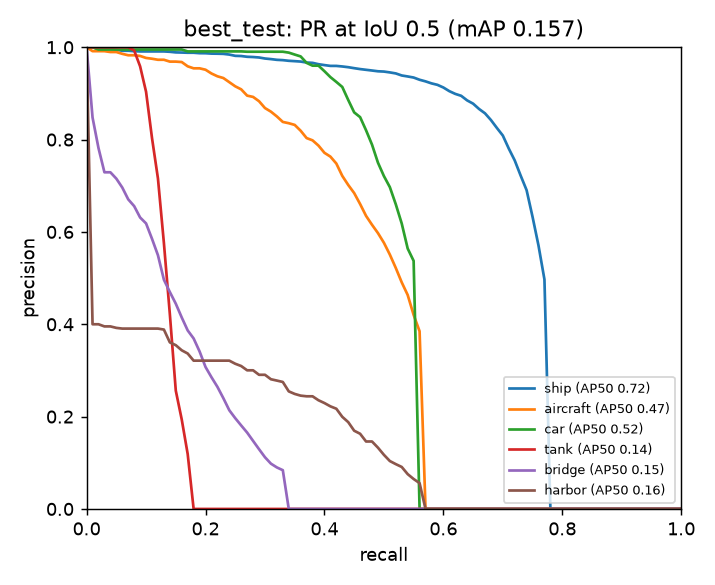 best_test: PR at IoU 0.5 (mAP 0.157)
precision
1.0
0.8
0.6
0.4
0.2
0.0
ship (AP50 0.72)
aircraft (AP50 0.47)
car (AP50 0.52)
tank (AP50 0.14)
bridge (AP50 0.15)
harbor (AP50 0.16)
0.0 0.2 0.4 0.6 0.8 1.0
recall